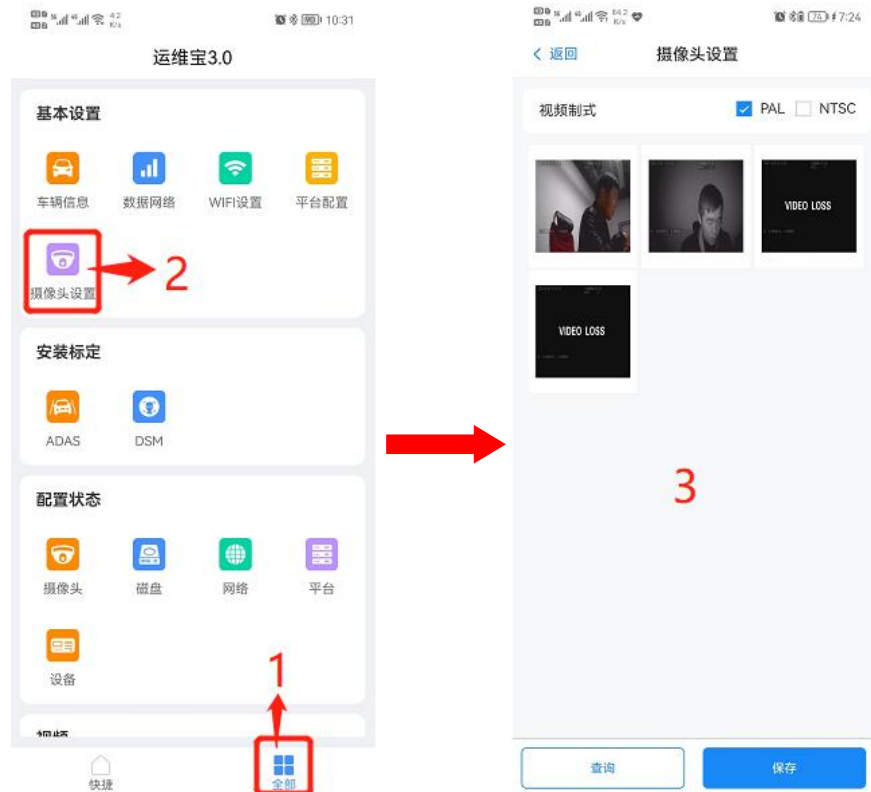 10:31
运维宝3.0
基本设置
车辆信息 数据网络 WIFI设置 平台配置
摄像头设置
2
安装标定
ADAS DSM
配置状态
摄像头 磁盘 网络 平台
设备
1
视频
快捷 全部
7:24
返回 摄像头设置
视频制式 PAL NTSC
VIDEO LOSS
VIDEO LOSS
3
查询 保存